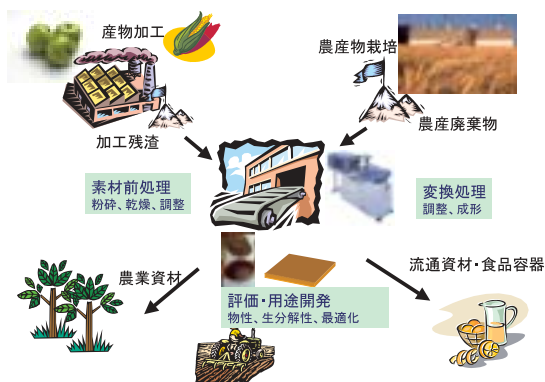 産物加工
農産物栽培
加工残渣
農産廃棄物
素材前処理
粉砕、乾燥、調整
変換処理
調整、成形
農業資材
流通資材・食品容器
評価・用途開発
物性、生分解性、最適化